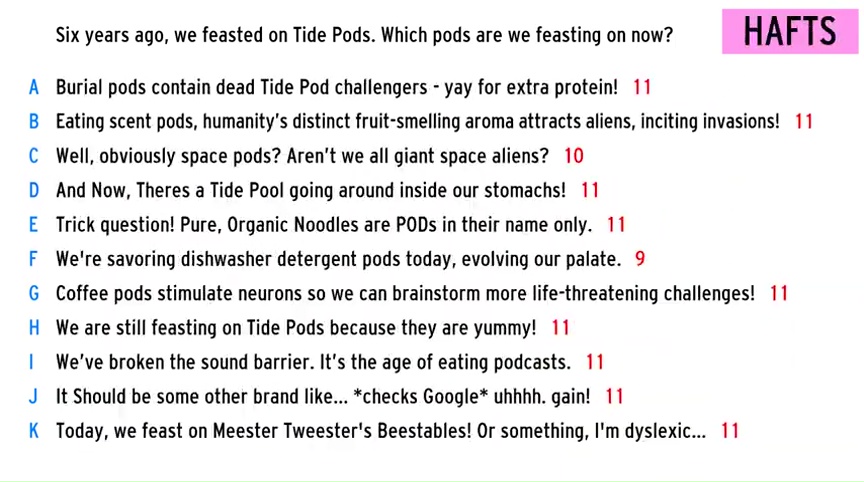 HAFTS
Six years ago, we feasted on Tide Pods. Which pods are we feasting on now?
A Burial pods contain dead Tide Pod challengers - yay for extra protein! 11
B Eating scent pods, humanity's distinct fruit-smelling aroma attracts aliens, inciting invasions! 11
C Well, obviously space pods? Aren't we all giant space aliens? 10
D And Now, Theres a Tide Pool going around inside our stomachs! 11
E Trick question! Pure, Organic Noodles are PODs in their name only. 11
F We're savoring dishwasher detergent pods today, evolving our palate. 9
G Coffee pods stimulate neurons so we can brainstorm more life-threatening challenges! 11
H We are still feasting on Tide Pods because they are yummy! 11
I We've broken the sound barrier. It's the age of eating podcasts. 11
J It Should be some other brand like... *checks Google* uhhhh. gain! 11
K Today, we feast on Meester Tweester's Beestables! Or something, I'm dyslexic... 11